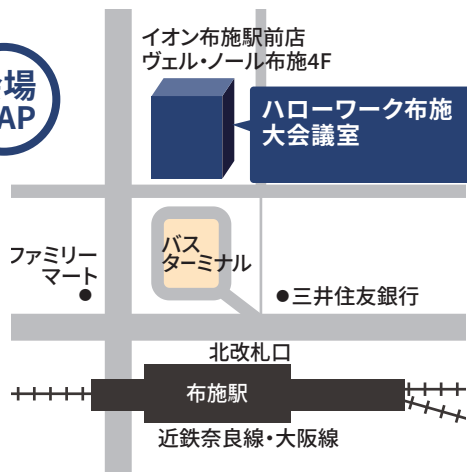 イオン布施駅前店
ヴェル・ノール布施4F
場
AP
ハローワーク布施
大会議室
バス
ターミナル
ファミリー
マート
●三井住友銀行
北改札口
布施駅
近鉄奈良線・大阪線